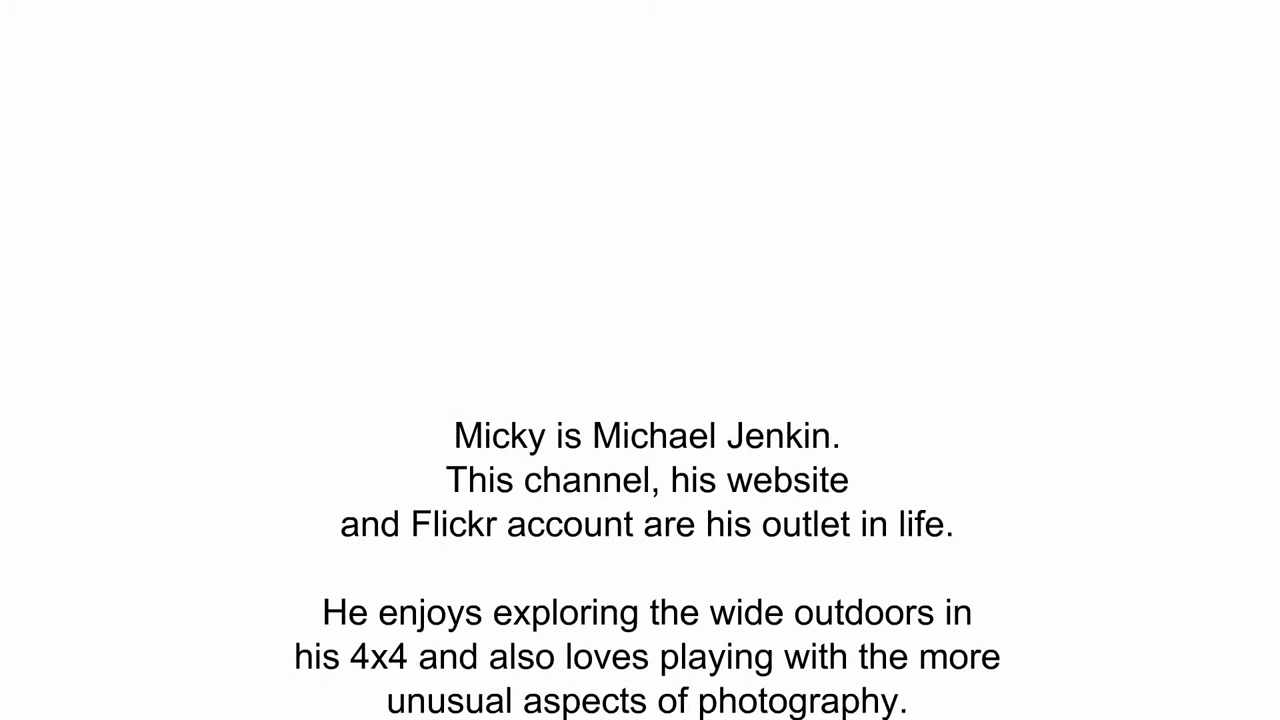 Micky is Michael Jenkin.
This channel, his website
and Flickr account are his outlet in life.
He enjoys exploring the wide outdoors in
his 4x4 and also loves playing with the more
unusual aspects of photography.